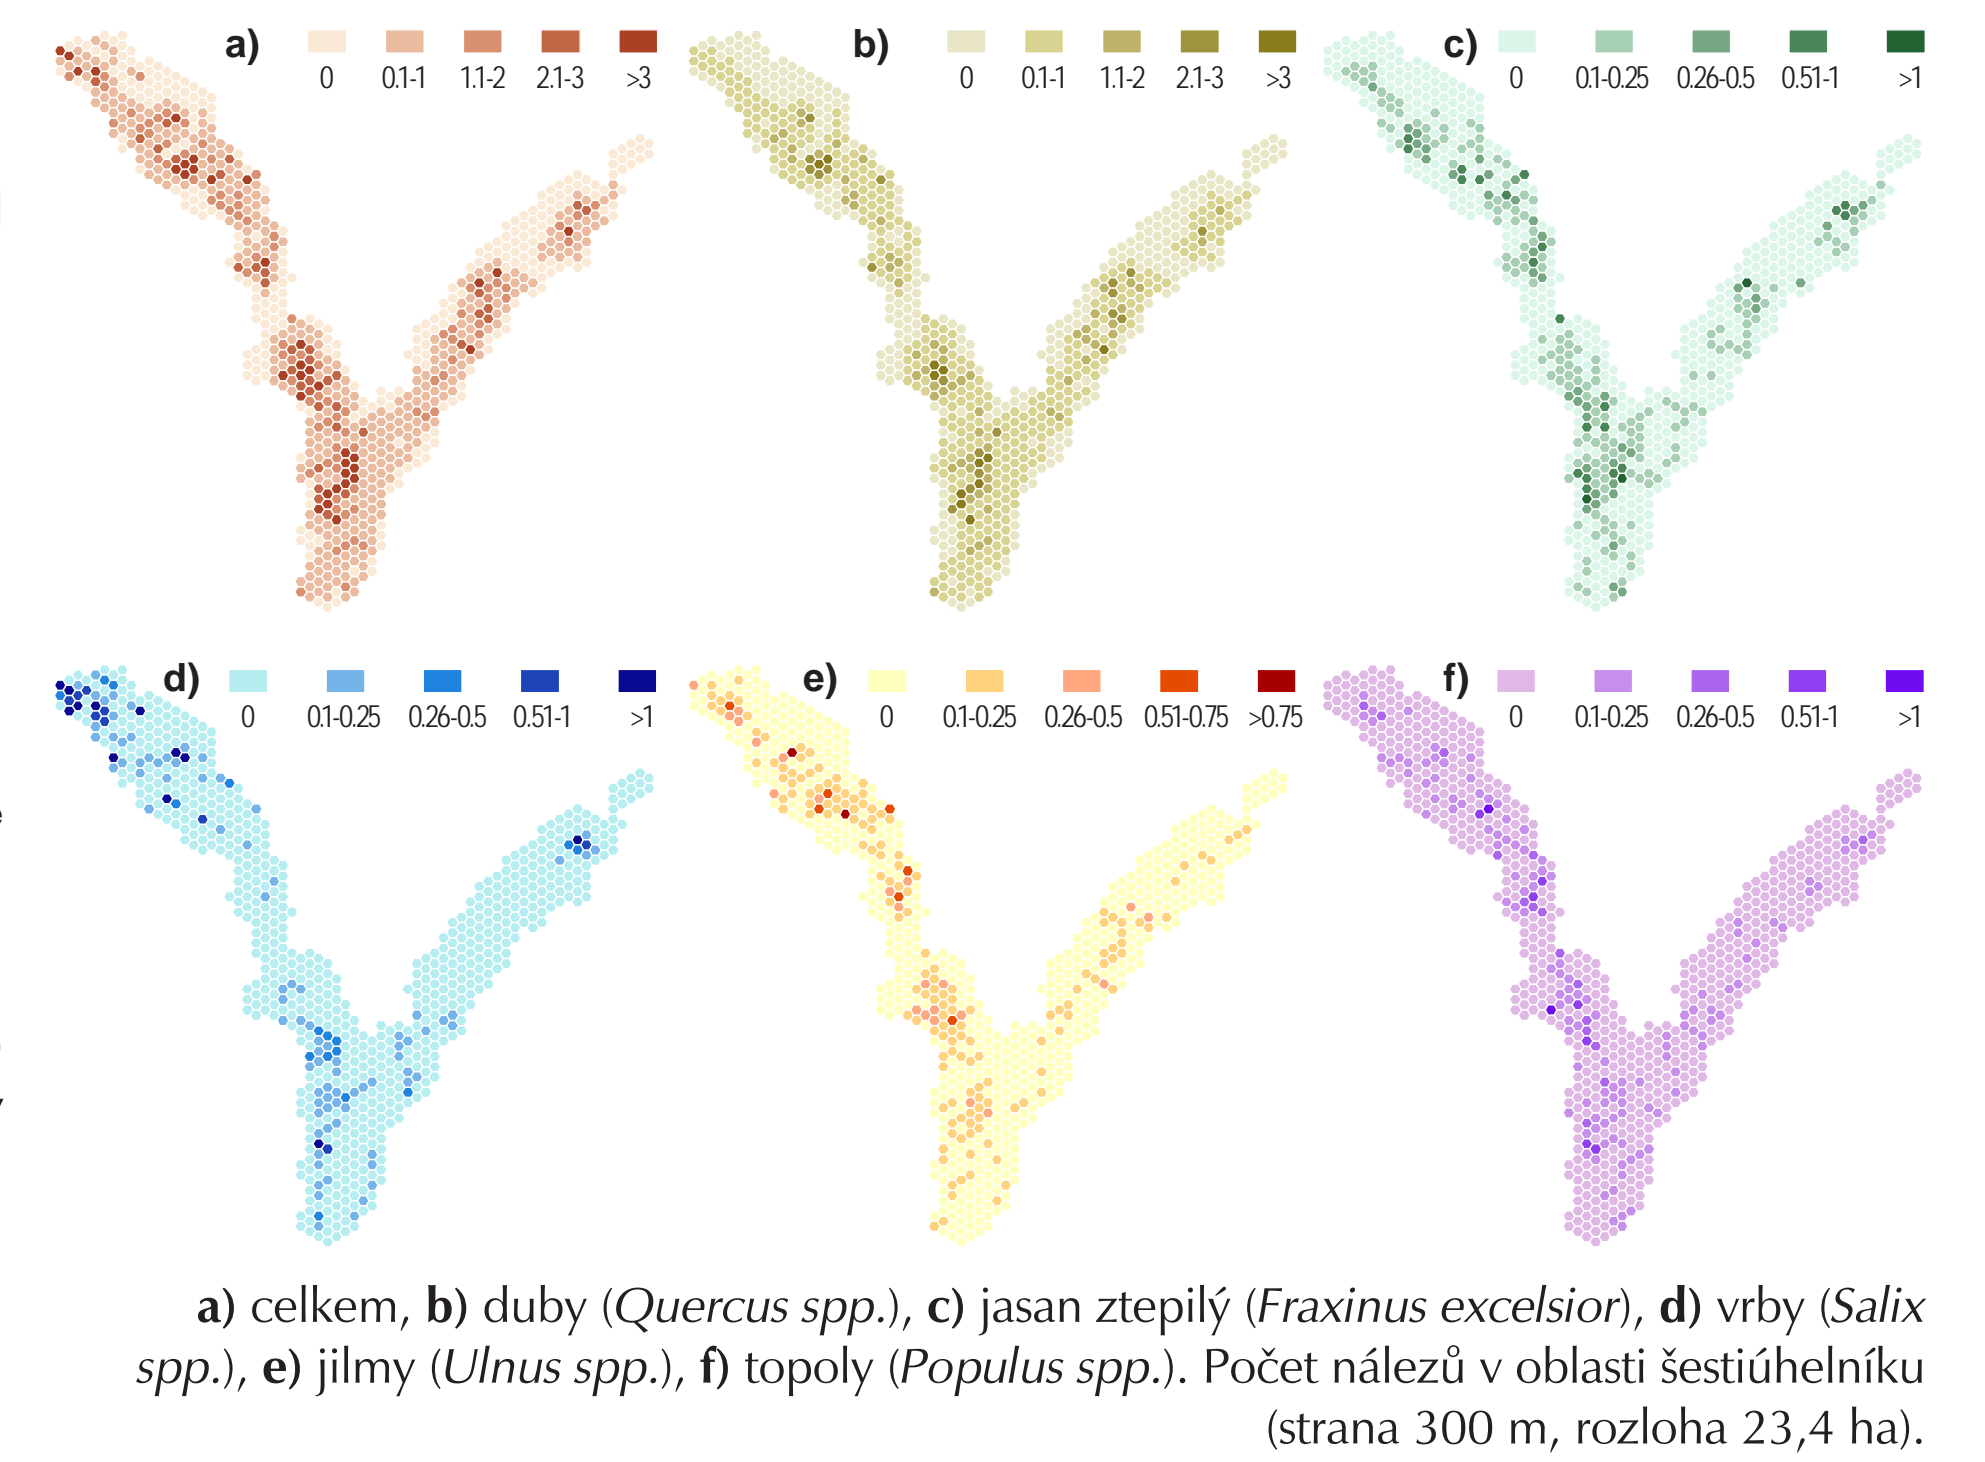 a) 0 0.1-1 1.1-2 2.1-3 >3
b) 0 0.1-1 1.1-2 2.1-3 >3
c) 0 0.1-0.25 0.26-0.5 0.51-1 >1
d) 0 0.1-0.25 0.26-0.5 0.51-1 >1
e) 0 0.1-0.25 0.26-0.5 0.51-0.75 >0.75
f) 0 0.1-0.25 0.26-0.5 0.51-1 >1
a) celkem, b) duby (Quercus spp.), c) jasan ztepilý (Fraxinus excelsior), d) vrby (Salix
spp.), e) jilmy (Ulnus spp.), f) topoly (Populus spp.). Počet nálezů v oblasti šestiúhelníku
(strana 300 m, rozloha 23,4 ha).